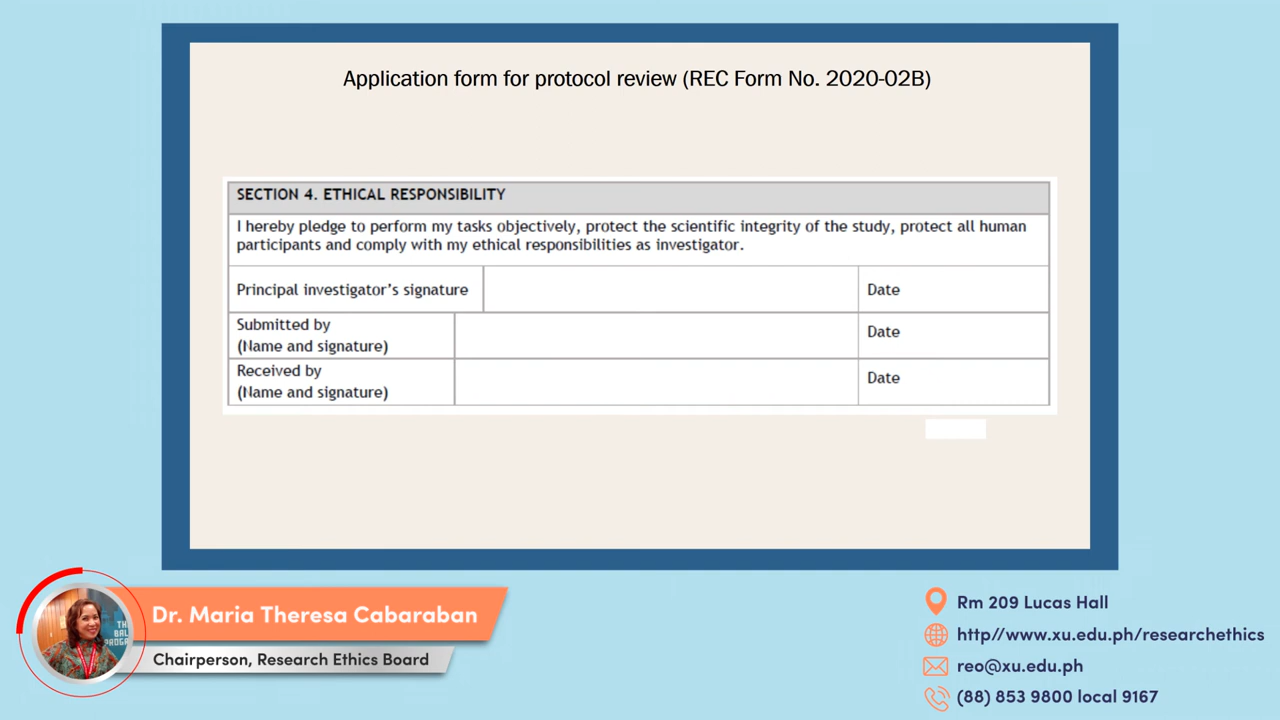 Application form for protocol review (REC Form No. 2020-02B)
SECTION 4. ETHICAL RESPONSIBILITY
I hereby pledge to perform my tasks objectively, protect the scientific integrity of the study, protect all human
participants and comply with my ethical responsibilities as investigator.
Principal investigator's signature
Date
Submitted by
(Name and signature)
Date
Received by
(Name and signature)
Date
Dr. Maria Theresa Cabaraban
Chairperson, Research Ethics Board
Rm 209 Lucas Hall
http//www.xu.edu.ph/researchethics
reo@xu.edu.ph
(88) 853 9800 local 9167